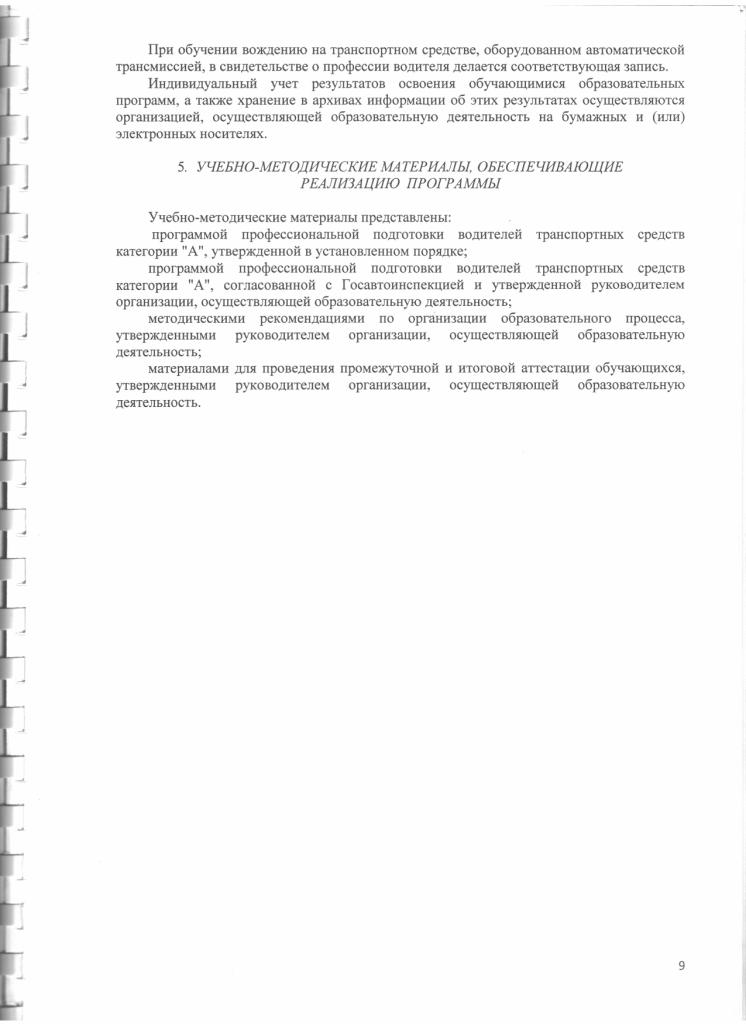 При обучении вождению на транспортном средстве, оборудованном автоматической
трансмиссией, в свидетельстве о профессии водителя делается соответствующая запись.
Индивидуальный учет результатов освоения обучающимися образовательных
программ, а также хранение в архивах информации об этих результатах осуществляются
организацией, осуществляющей образовательную деятельность на бумажных и (или)
электронных носителях.
5. УЧЕБНО-МЕТОДИЧЕСКИЕ МАТЕРИАЛЫ, ОБЕСПЕЧИВАЮЩИЕ
РЕАЛИЗАЦИЮ ПРОГРАММЫ
Учебно-методические материалы представлены:
программой профессиональной подготовки водителей транспортных средств
категории "А", утвержденной в установленном порядке;
программой профессиональной подготовки водителей транспортных средств
категории "А", согласованной с Госавтоинспекцией и утвержденной руководителем
организации, осуществляющей образовательную деятельность;
методическими рекомендациями по организации образовательного процесса,
утвержденными руководителем организации, осуществляющей образовательную
деятельность;
материалами для проведения промежуточной и итоговой аттестации обучающихся,
утвержденными руководителем организации, осуществляющей образовательную
деятельность.
9